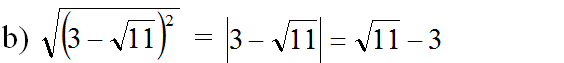 b) √((3 − √11)²) = |3 − √11| = √11 − 3